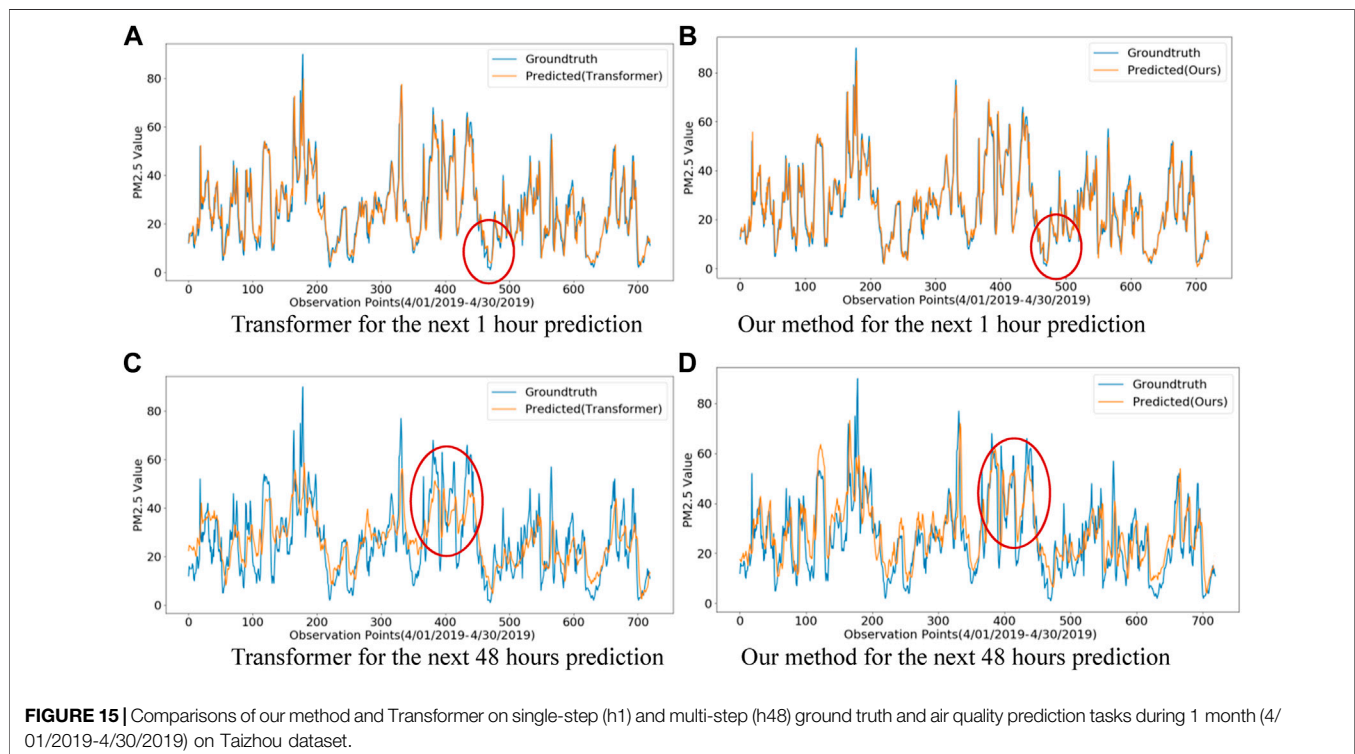 A
Groundtruth
Predicted(Transformer)
PM2.5 Value
80
60
40
20
0
0 100 200 300 400 500 600 700
Observation Points(4/01/2019-4/30/2019)
Transformer for the next 1 hour prediction
B
Groundtruth
Predicted(Ours)
PM2.5 Value
80
60
40
20
0
0 100 200 300 400 500 600 700
Observation Points(4/01/2019-4/30/2019)
Our method for the next 1 hour prediction
C
Groundtruth
Predicted(Transformer)
PM2.5 Value
80
60
40
20
0
0 100 200 300 400 500 600 700
Observation Points(4/01/2019-4/30/2019)
Transformer for the next 48 hours prediction
D
Groundtruth
Predicted(Ours)
PM2.5 Value
80
60
40
20
0
0 100 200 300 400 500 600 700
Observation Points(4/01/2019-4/30/2019)
Our method for the next 48 hours prediction
FIGURE 15 | Comparisons of our method and Transformer on single-step (h1) and multi-step (h48) ground truth and air quality prediction tasks during 1 month (4/
01/2019-4/30/2019) on Taizhou dataset.